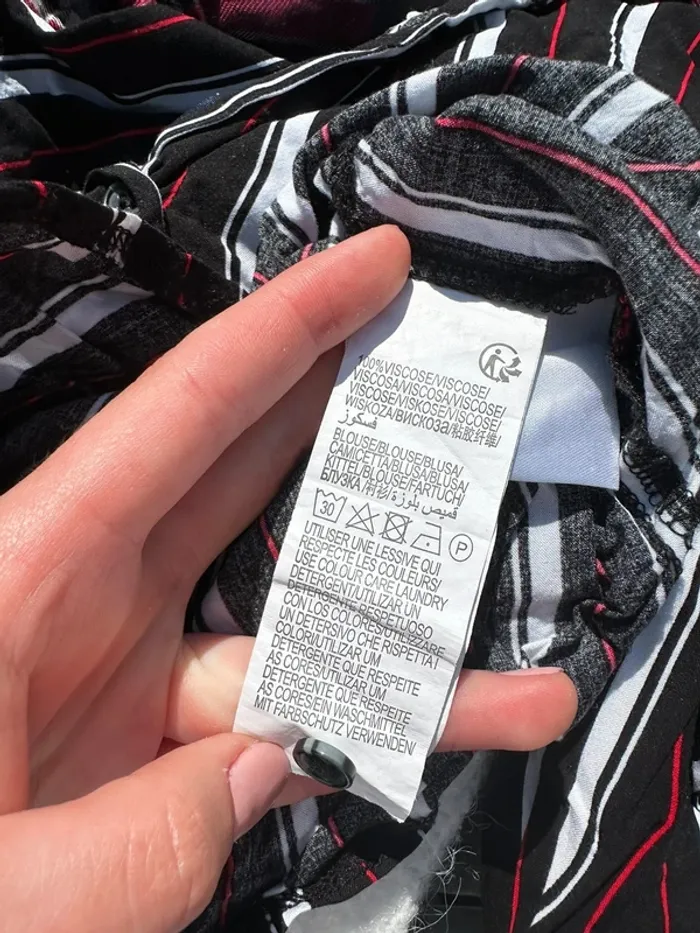 100%VISCOSE/VISCOSE/
VISCOSA/VISCOSA/VISCOSE/
VISCOSE/VISKOSE/VISCOSE/
WISKOZA/ВИСКОЗА/粘胶纤维/
فسكوز
BLOUSE/BLOUSE/BLUSA/
CAMICETTA/BLUSA/BLUSA/
KITTEL/BLOUSE/FARTUCH/
БЛУЗКА/衬衫/قميص بلوزة
30 P
UTILISER UNE LESSIVE QUI
RESPECTE LES COULEURS/
USE COLOUR CARE LAUNDRY
DETERGENT/UTILIZAR UN
DETERGENTE RESPETUOSO
CON LOS COLORES/UTILIZZARE
UN DETERSIVO CHE RISPETTA I
COLORI/UTILIZAR UM
DETERGENTE QUE RESPEITE
AS CORES/UTILIZAR UM
DETERGENTE QUE RESPEITE
AS CORES/EIN WASCHMITTEL
MIT FARBSCHUTZ VERWENDEN/